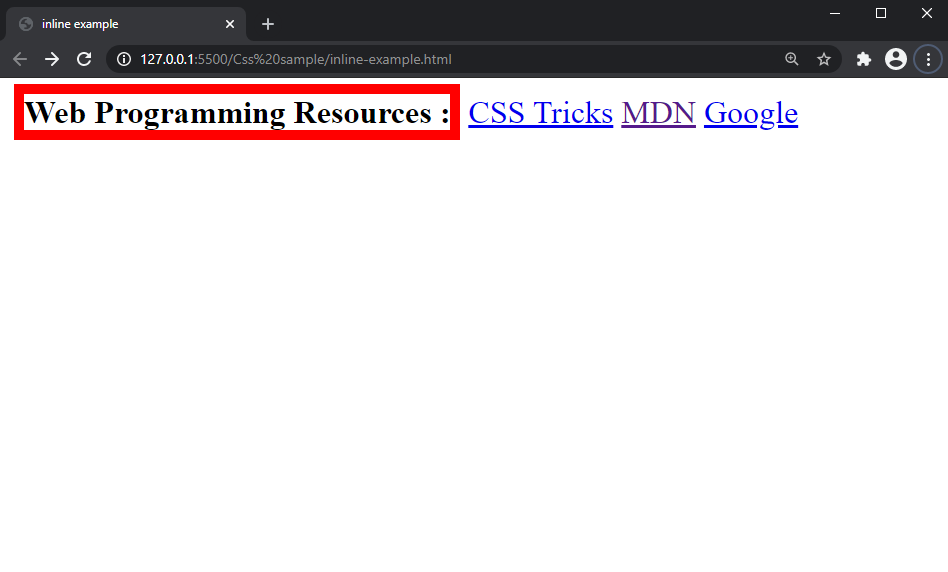 inline example
127.0.0.1:5500/Css%20sample/inline-example.html
Web Programming Resources : CSS Tricks MDN Google